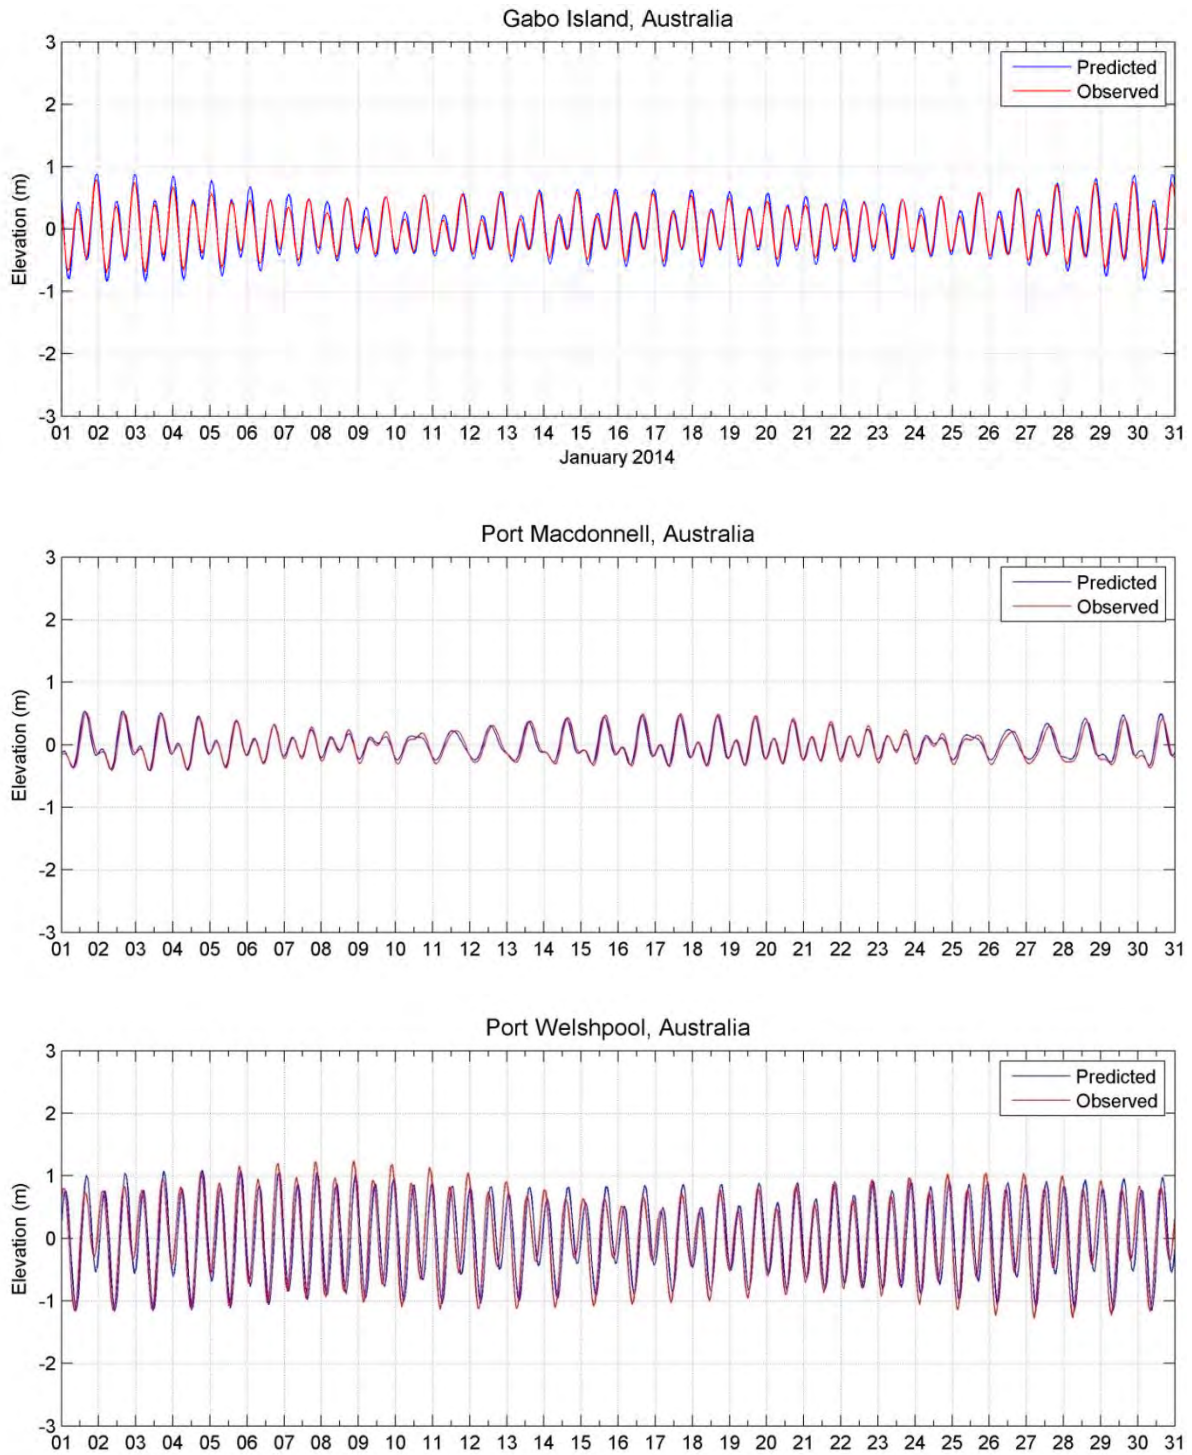 Gabo Island, Australia
3
2
1
0
-1
-2
-3
Elevation (m)
Predicted
Observed
01 02 03 04 05 06 07 08 09 10 11 12 13 14 15 16 17 18 19 20 21 22 23 24 25 26 27 28 29 30 31
January 2014
Port Macdonnell, Australia
3
2
1
0
-1
-2
-3
Elevation (m)
Predicted
Observed
01 02 03 04 05 06 07 08 09 10 11 12 13 14 15 16 17 18 19 20 21 22 23 24 25 26 27 28 29 30 31
Port Welshpool, Australia
3
2
1
0
-1
-2
-3
Elevation (m)
Predicted
Observed
01 02 03 04 05 06 07 08 09 10 11 12 13 14 15 16 17 18 19 20 21 22 23 24 25 26 27 28 29 30 31